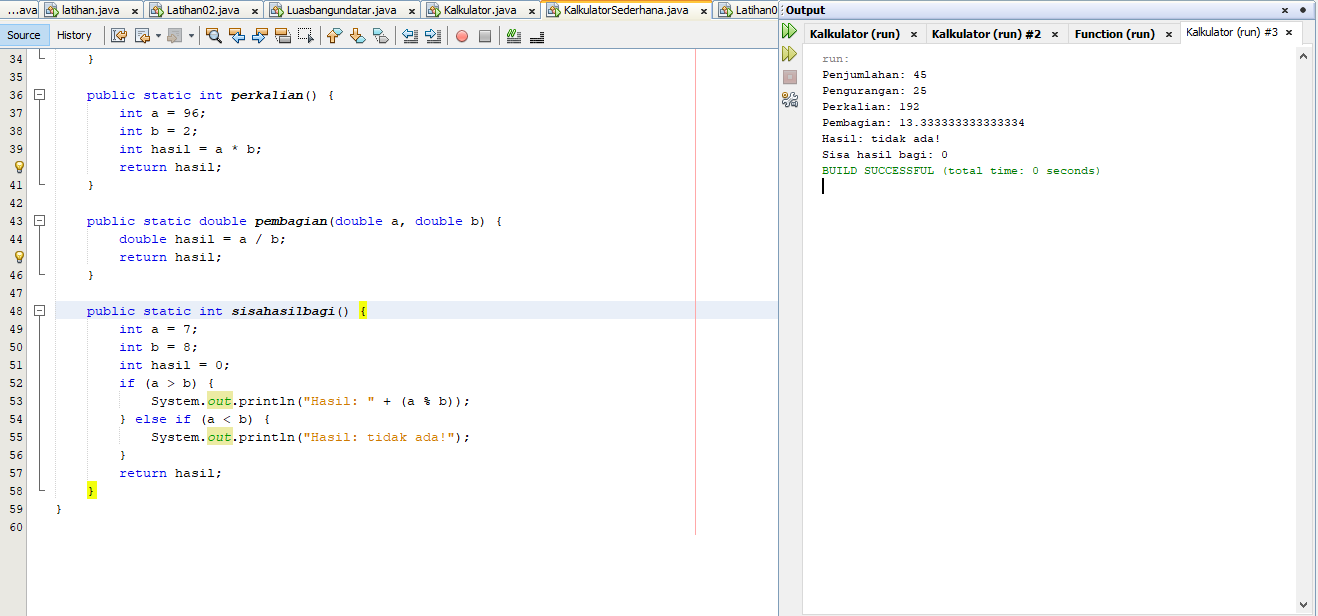 ...ava latihan.java Latihan02.java Luasbangundatar.java Kalkulator.java KalkulatorSederhana.java Latihan0
Source History
34 }
35
36 public static int perkalian() {
37 int a = 96;
38 int b = 2;
39 int hasil = a * b;
return hasil;
41 }
42
43 public static double pembagian(double a, double b) {
44 double hasil = a / b;
return hasil;
46 }
47
48 public static int sisahasilbagi() {
49 int a = 7;
50 int b = 8;
51 int hasil = 0;
52 if (a > b) {
53 System.out.println("Hasil: " + (a % b));
54 } else if (a < b) {
55 System.out.println("Hasil: tidak ada!");
56 }
57 return hasil;
58 }
59 }
60
Output
Kalkulator (run) Kalkulator (run) #2 Function (run) Kalkulator (run) #3
run:
Penjumlahan: 45
Pengurangan: 25
Perkalian: 192
Pembagian: 13.333333333333334
Hasil: tidak ada!
Sisa hasil bagi: 0
BUILD SUCCESSFUL (total time: 0 seconds)